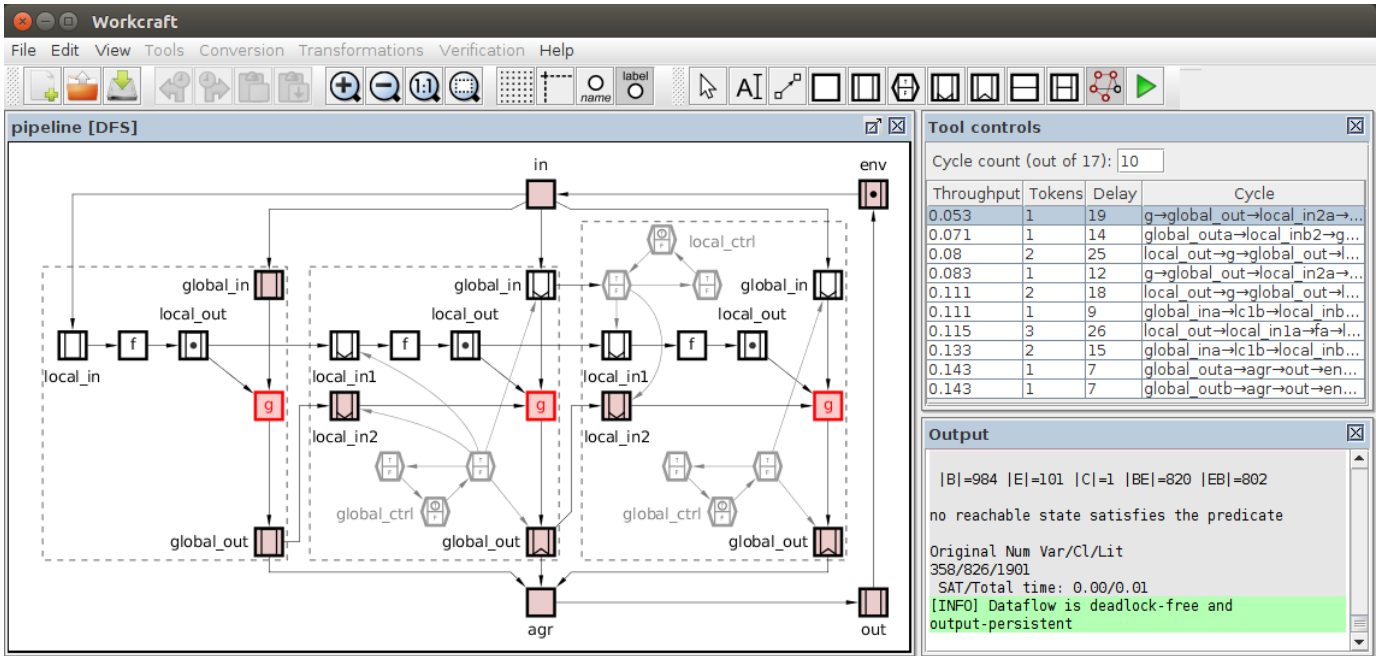 Workcraft
File Edit View Tools Conversion Transformations Verification Help
1:1
name
label
AI
T
F
pipeline [DFS]
in
env
local_ctrl
global_in
global_in
global_in
local_out
local_out
local_out
f
f
f
local_in
local_in1
local_in1
g
g
g
local_in2
local_in2
global_ctrl
global_ctrl
global_out
global_out
global_out
agr
out
Tool controls
Cycle count (out of 17): 10
Throughput Tokens Delay Cycle
0.053 1 19 g→global_out→local_in2a→...
0.071 1 14 global_outa→local_inb2→g...
0.08 2 25 local_out→g→global_out→l...
0.083 1 12 g→global_out→local_in2a→...
0.111 2 18 local_out→g→global_out→l...
0.111 1 9 global_ina→lc1b→local_inb...
0.115 3 26 local_out→local_in1a→fa→l...
0.133 2 15 global_ina→lc1b→local_inb...
0.143 1 7 global_outa→agr→out→en...
0.143 1 7 global_outb→agr→out→en...
Output
|B|=984 |E|=101 |C|=1 |BE|=820 |EB|=802
no reachable state satisfies the predicate
Original Num Var/Cl/Lit
358/826/1901
SAT/Total time: 0.00/0.01
[INFO] Dataflow is deadlock-free and
output-persistent